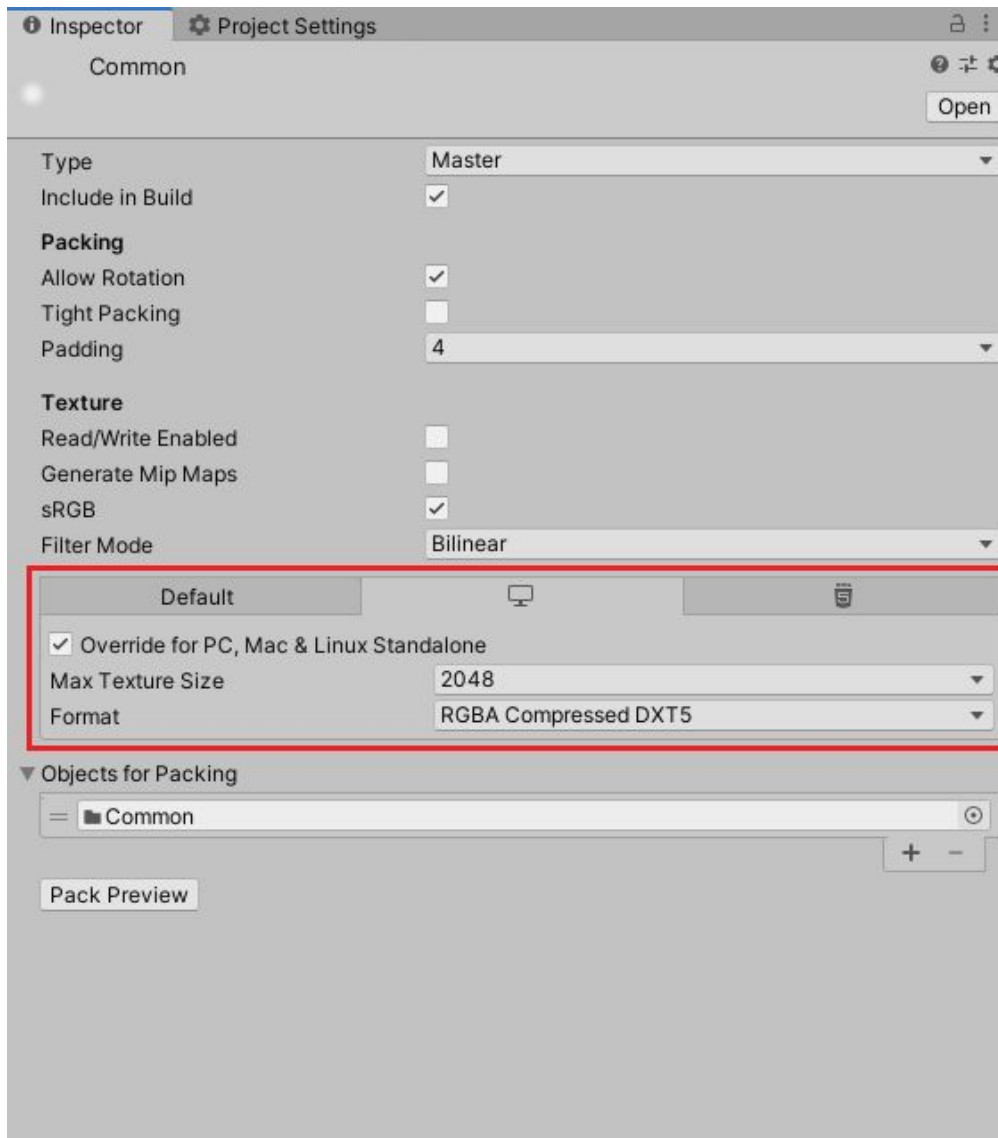 Inspector Project Settings
Common
Open
Type Master
Include in Build
Packing
Allow Rotation
Tight Packing
Padding 4
Texture
Read/Write Enabled
Generate Mip Maps
sRGB
Filter Mode Bilinear
Default
Override for PC, Mac & Linux Standalone
Max Texture Size 2048
Format RGBA Compressed DXT5
Objects for Packing
Common
Pack Preview